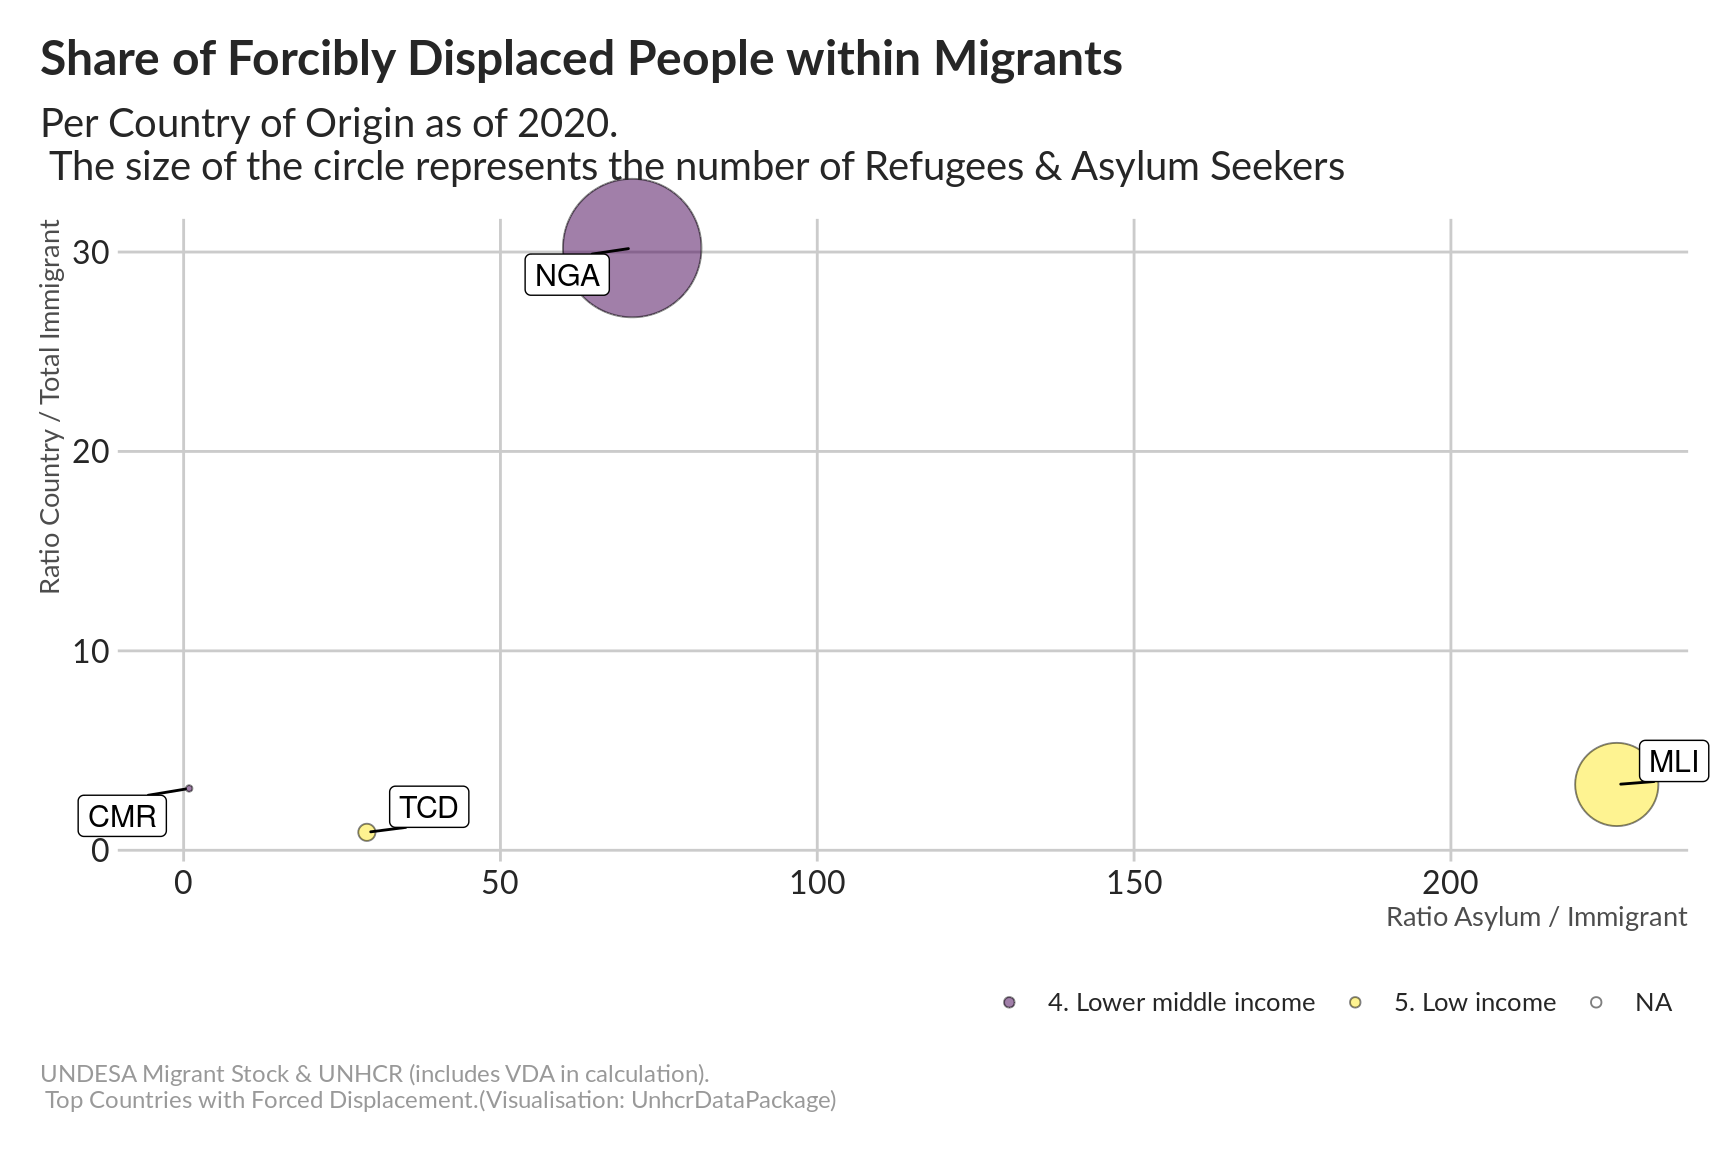 Share of Forcibly Displaced People within Migrants
Per Country of Origin as of 2020.
The size of the circle represents the number of Refugees & Asylum Seekers
Ratio Country / Total Immigrant
30
20
10
0
NGA
MLI
TCD
CMR
0
50
100
150
200
Ratio Asylum / Immigrant
4. Lower middle income
5. Low income
NA
UNDESA Migrant Stock & UNHCR (includes VDA in calculation).
Top Countries with Forced Displacement.(Visualisation: UnhcrDataPackage)